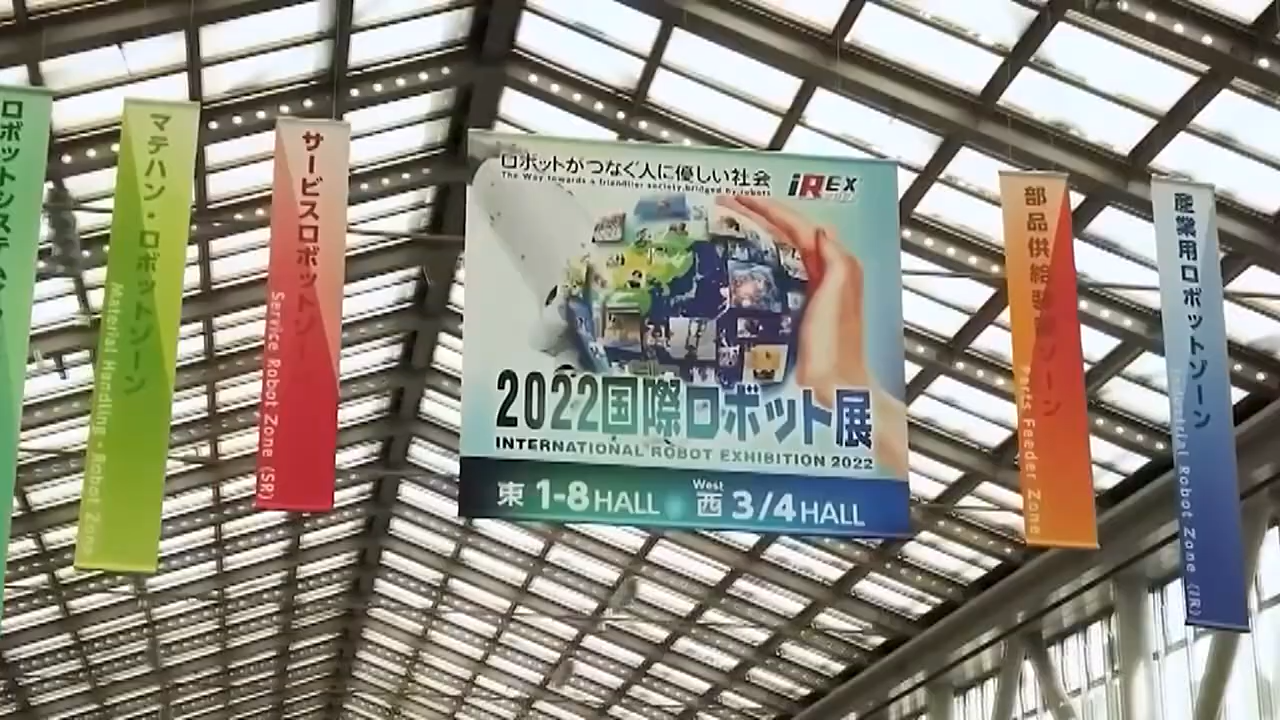 ロボットがつなぐ人に優しい社会
The Way towards a friendlier society, bridged by robots
iREX
2022国際ロボット展
INTERNATIONAL ROBOT EXHIBITION 2022
東 1-8 HALL
West
西 3/4 HALL
ロボットシステム
マテハン・ロボットゾーン
Material Handling・Robot Zone
サービスロボットゾーン
Service Robot Zone (SR)
部品供給
ゾーン
Parts Feeder Zone
産業用ロボットゾーン
Industrial Robot Zone (IR)